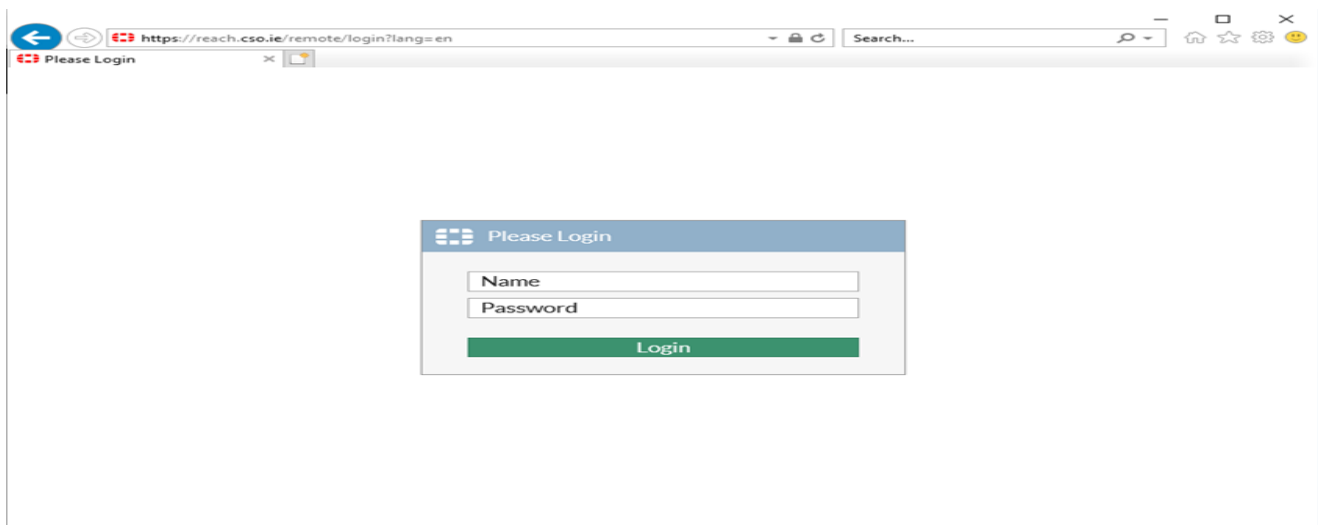 https://reach.cso.ie/remote/login?lang=en
Search...
Please Login
Please Login
Name
Password
Login